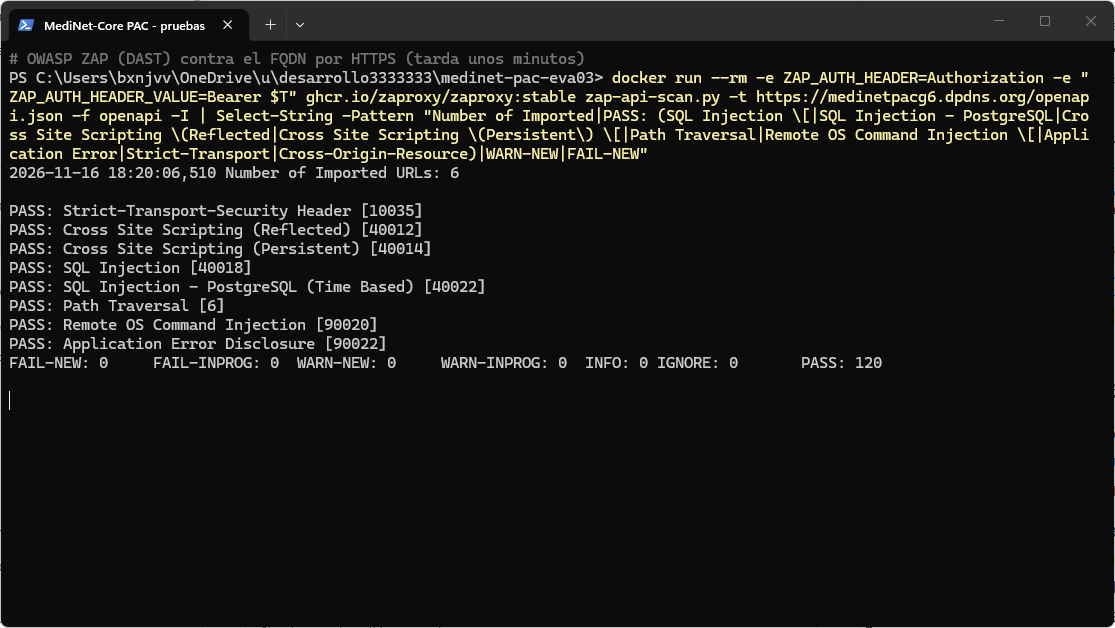 MediNet-Core PAC - pruebas
# OWASP ZAP (DAST) contra el FQDN por HTTPS (tarda unos minutos)
PS C:\Users\bxnjvv\OneDrive\u\desarrollo3333333\medinet-pac-eva03> docker run --rm -e ZAP_AUTH_HEADER=Authorization -e "
ZAP_AUTH_HEADER_VALUE=Bearer $T" ghcr.io/zaproxy/zaproxy:stable zap-api-scan.py -t https://medinetpacg6.dpdns.org/openap
i.json -f openapi -I | Select-String -Pattern "Number of Imported|PASS: (SQL Injection \[|SQL Injection - PostgreSQL|Cro
ss Site Scripting \(Reflected|Cross Site Scripting \(Persistent\) \[|Path Traversal|Remote OS Command Injection \[|Appli
cation Error|Strict-Transport|Cross-Origin-Resource)|WARN-NEW|FAIL-NEW"
2026-11-16 18:20:06,510 Number of Imported URLs: 6
PASS: Strict-Transport-Security Header [10035]
PASS: Cross Site Scripting (Reflected) [40012]
PASS: Cross Site Scripting (Persistent) [40014]
PASS: SQL Injection [40018]
PASS: SQL Injection - PostgreSQL (Time Based) [40022]
PASS: Path Traversal [6]
PASS: Remote OS Command Injection [90020]
PASS: Application Error Disclosure [90022]
FAIL-NEW: 0     FAIL-INPROG: 0  WARN-NEW: 0     WARN-INPROG: 0  INFO: 0 IGNORE: 0       PASS: 120